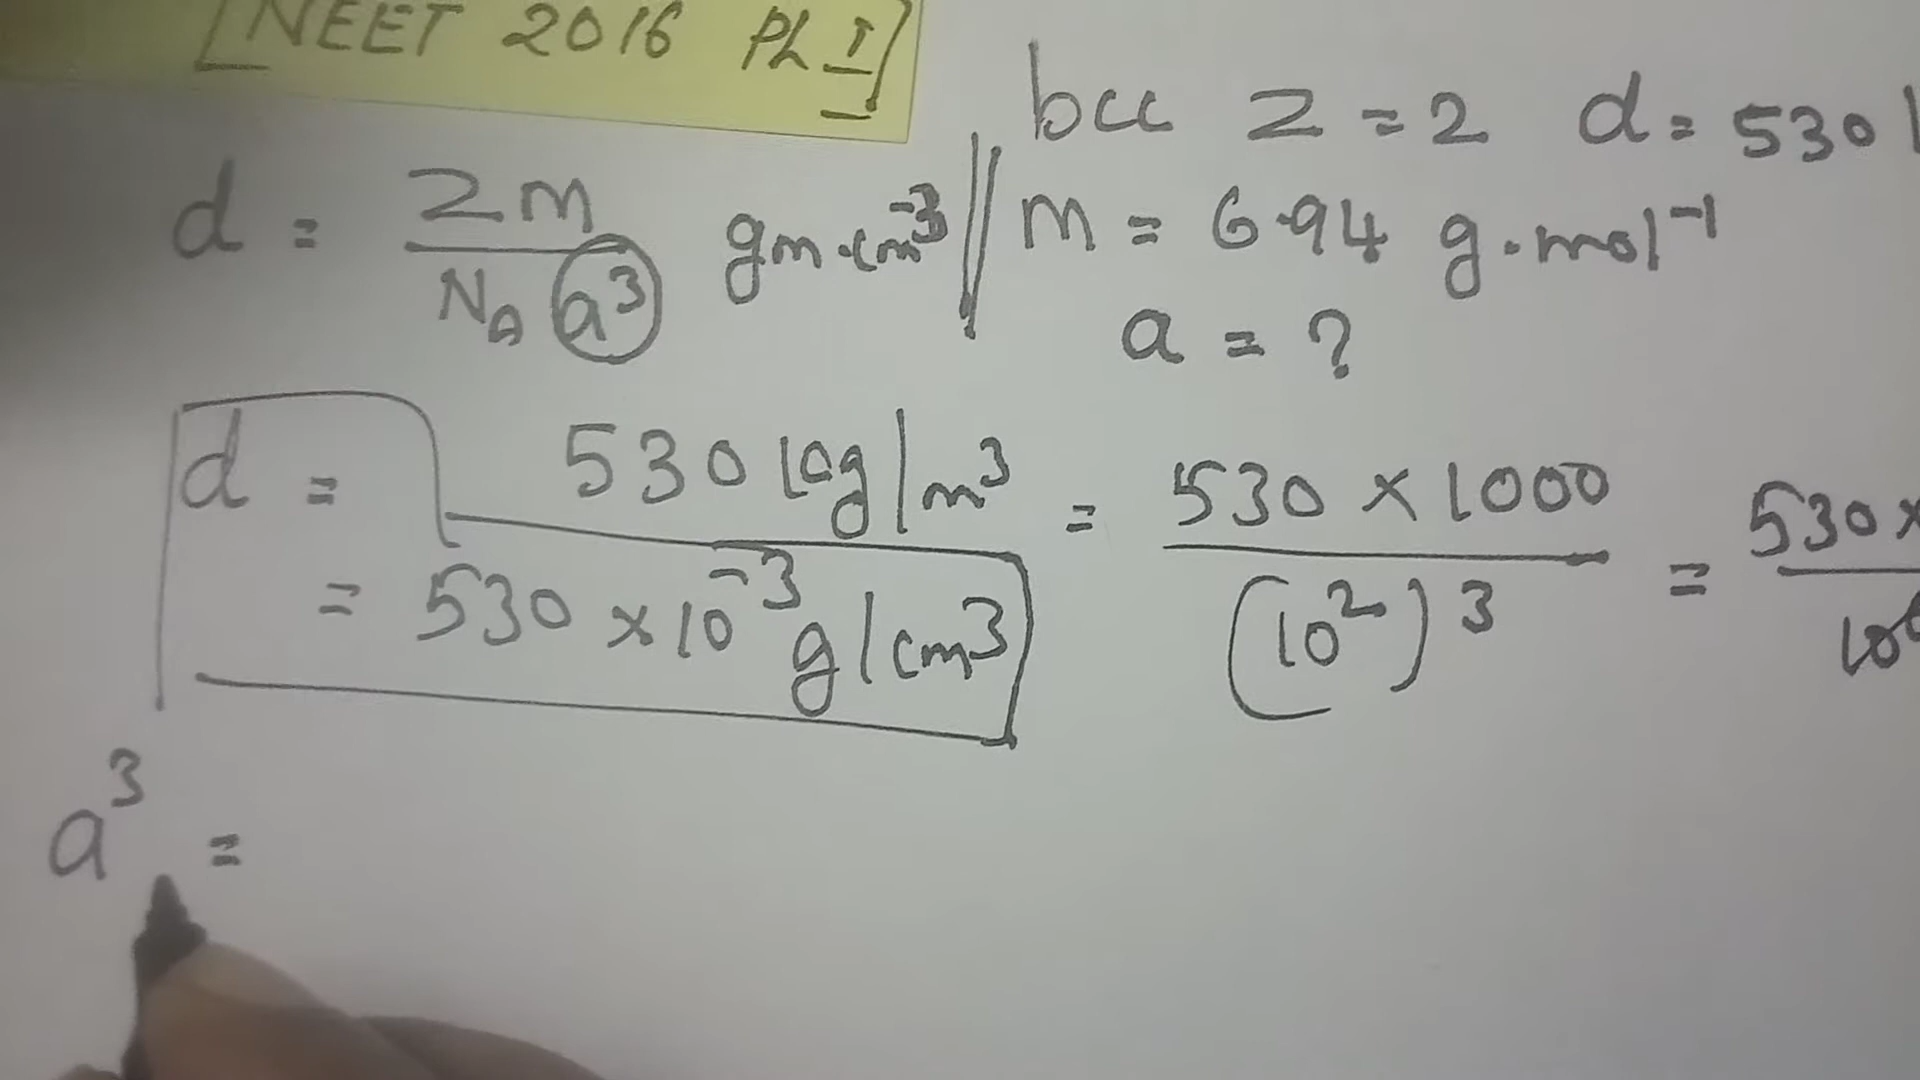 [NEET 2016 Ph I]
bcc Z = 2 d = 530
d = ZM / N_A a³ gm·cm⁻³ || M = 6.94 g·mol⁻¹
a = ?
d = 530 kg/m³ = 530 × 1000 / (10²)³ = 530 ×
= 530 × 10⁻³ g/cm³
a³ =